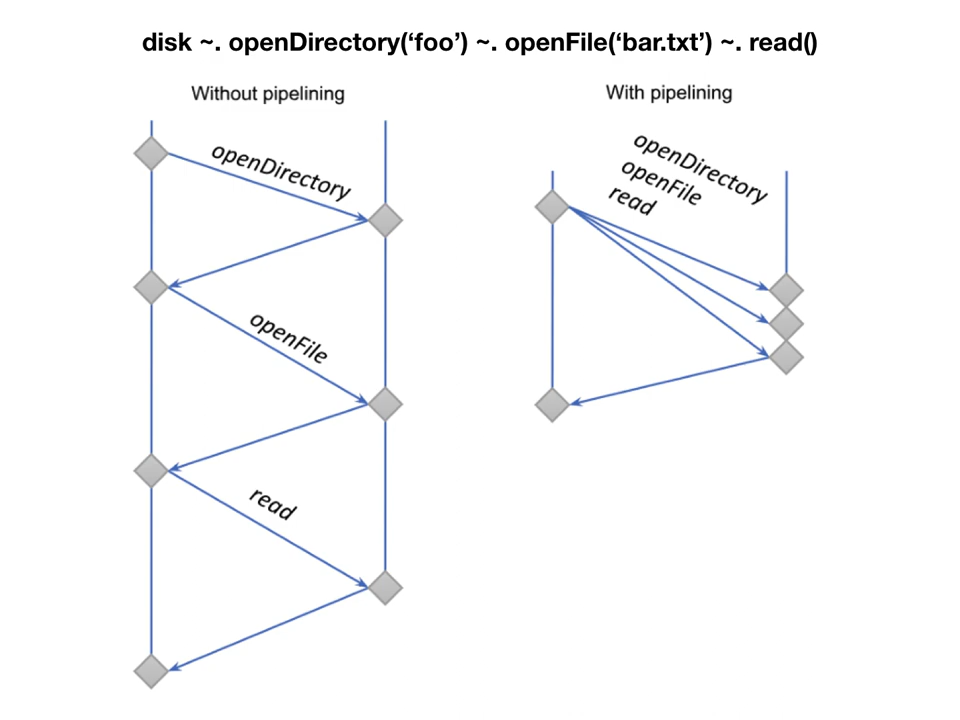 disk ~. openDirectory(‘foo’) ~. openFile(‘bar.txt’) ~. read()
Without pipelining
openDirectory
openFile
read
With pipelining
openDirectory
openFile
read